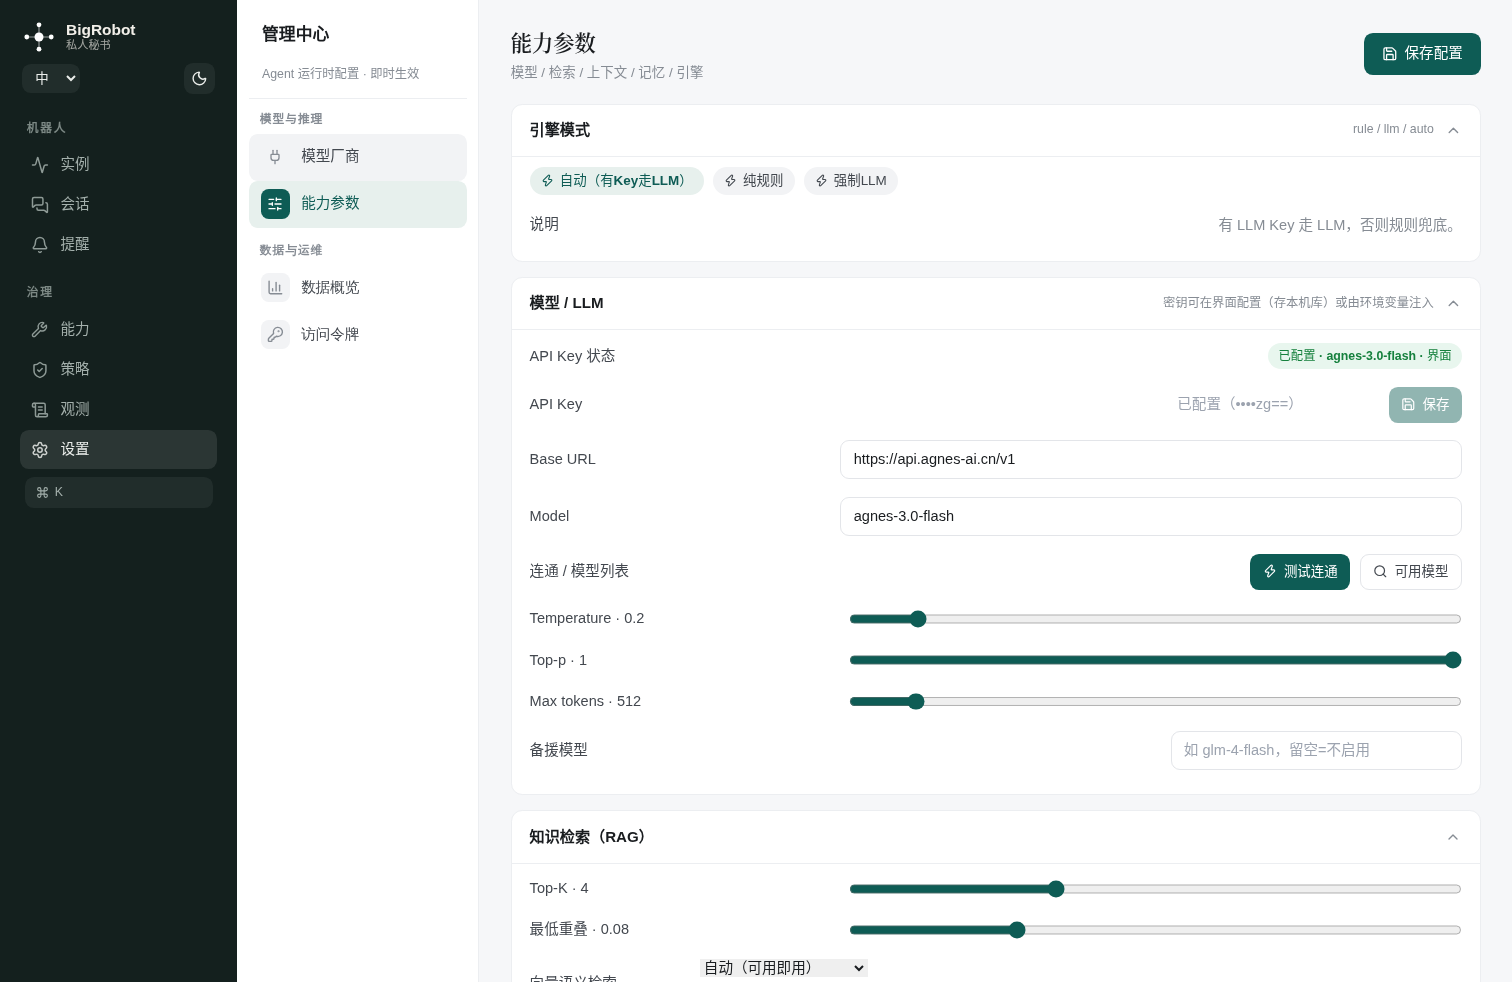 BigRobot
私人秘书
中
机器人
实例
会话
提醒
治理
能力
策略
观测
设置
⌘ K
管理中心
Agent 运行时配置 · 即时生效
模型与推理
模型厂商
能力参数
数据与运维
数据概览
访问令牌
能力参数
模型 / 检索 / 上下文 / 记忆 / 引擎
保存配置
引擎模式
rule / llm / auto
自动（有Key走LLM）
纯规则
强制LLM
说明
有 LLM Key 走 LLM，否则规则兜底。
模型 / LLM
密钥可在界面配置（存本机库）或由环境变量注入
API Key 状态
已配置 · agnes-3.0-flash · 界面
API Key
已配置（••••zg==）
保存
Base URL
https://api.agnes-ai.cn/v1
Model
agnes-3.0-flash
连通 / 模型列表
测试连通
可用模型
Temperature · 0.2
Top-p · 1
Max tokens · 512
备援模型
如 glm-4-flash，留空=不启用
知识检索（RAG）
Top-K · 4
最低重叠 · 0.08
向量语义检索
自动（可用即用）